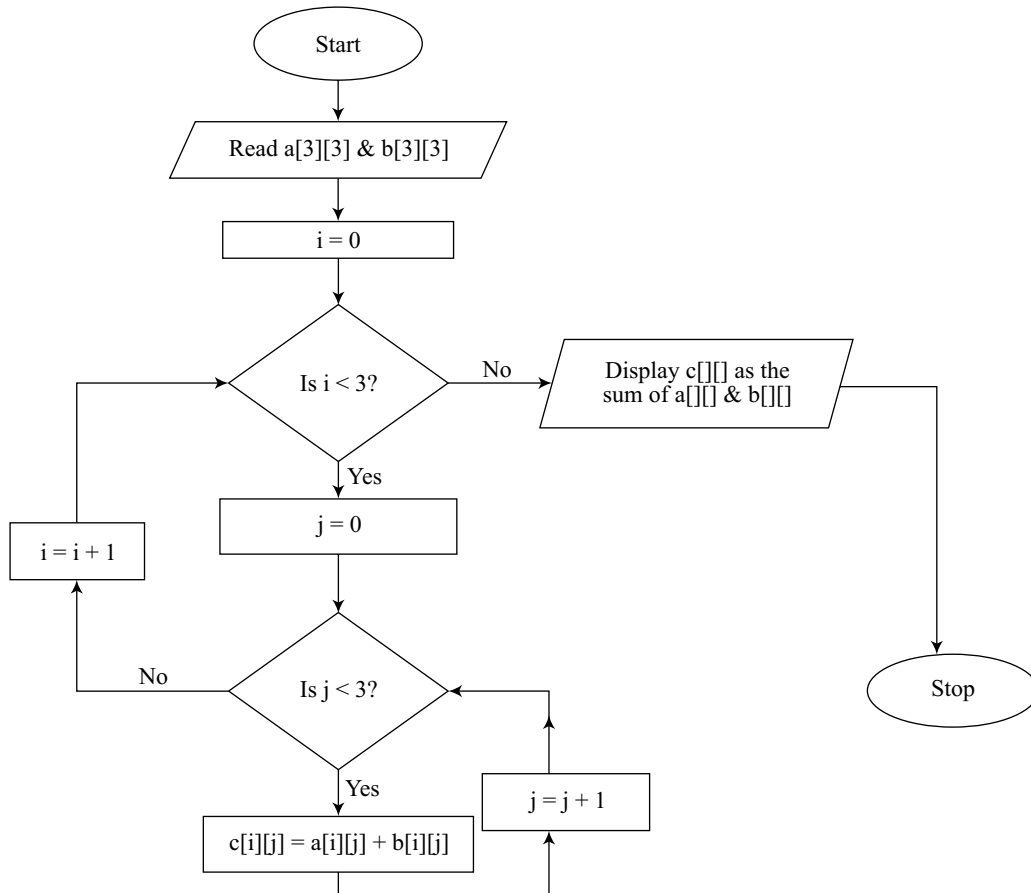 Start
Read a[3][3] & b[3][3]
i = 0
Is i < 3?
No
Display c[][] as the
sum of a[][] & b[][]
Yes
j = 0
i = i + 1
No
Is j < 3?
Stop
Yes
j = j + 1
c[i][j] = a[i][j] + b[i][j]